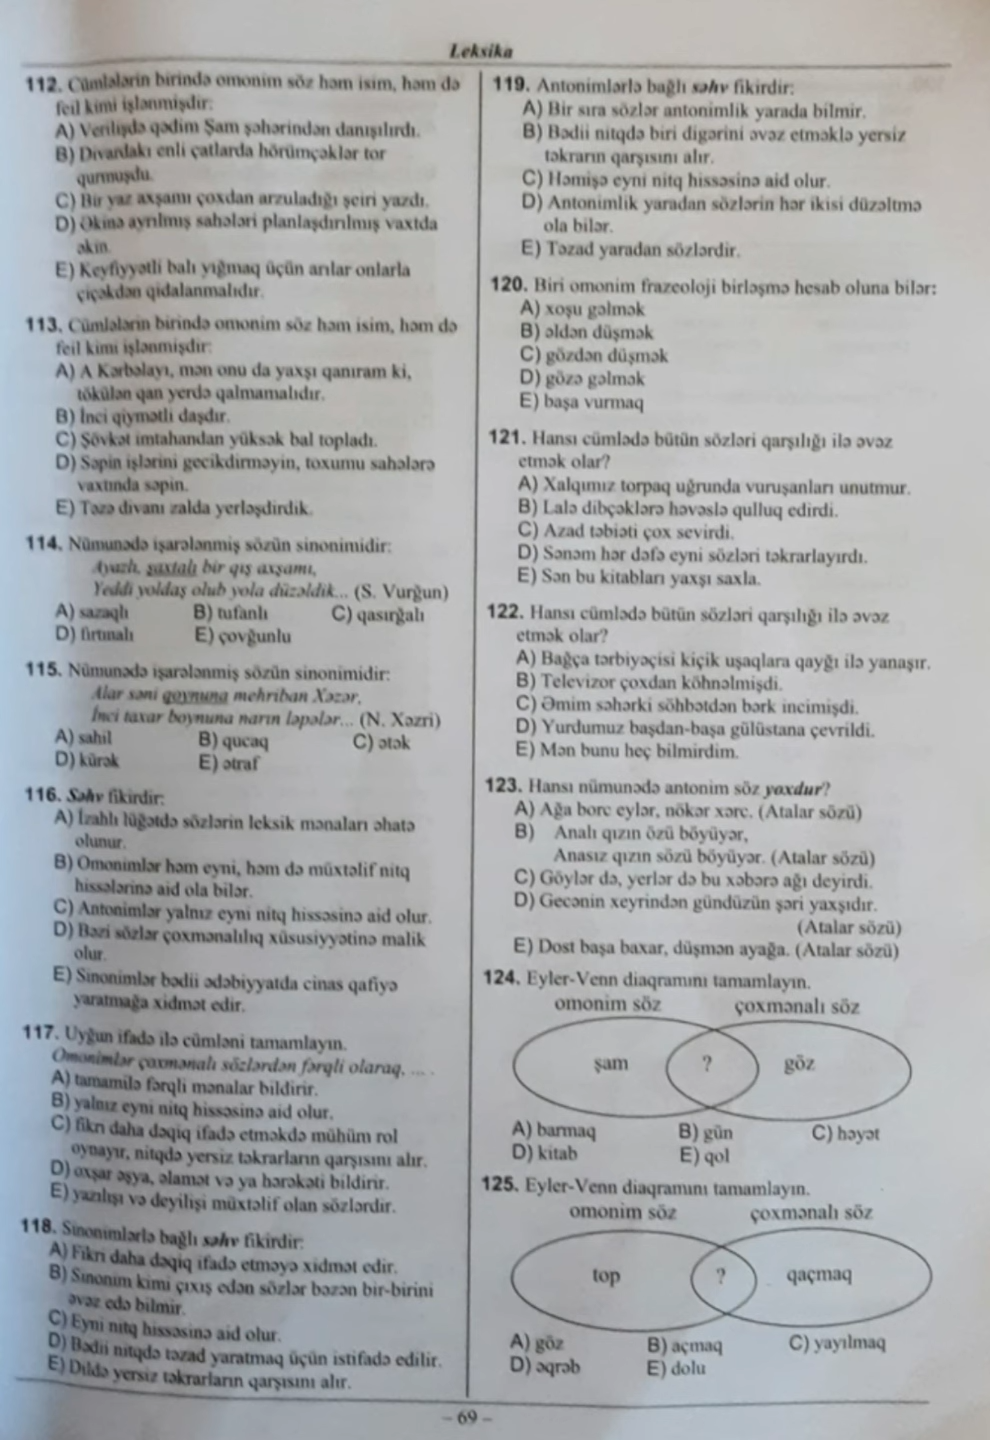 Leksika
112. Cümlələrin birində omonim söz həm isim, həm də
feil kimi işlənmişdir:
A) Verilişdə qədim Şam şəhərindən danışılırdı.
B) Divardakı enli çatlarda hörümçəklər tor
qurmuşdu.
C) Bir yaz axşamı çoxdan arzuladığı şeiri yazdı.
D) Əkinə ayrılmış sahələri planlaşdırılmış vaxtda
əkin.
E) Keyfiyyətli balı yığmaq üçün arılar onlarla
çiçəkdən qidalanmalıdır.
113. Cümlələrin birində omonim söz həm isim, həm də
feil kimi işlənmişdir:
A) A Kərbəlayı, mən onu da yaxşı qanıram ki,
tökülən qan yerdə qalmamalıdır.
B) İnci qiymətli daşdır.
C) Şövkət imtahandan yüksək bal topladı.
D) Səpin işlərini gecikdirməyin, toxumu sahələrə
vaxtında səpin.
E) Təzə divanı zalda yerləşdirdik.
114. Nümunədə işarələnmiş sözün sinonimidir:
Ayazlı, şaxtalı bir qış axşamı,
Yeddi yoldaş olub yola düzəldik... (S. Vurğun)
A) sazaqlı B) tufanlı C) qasırğalı
D) fırtınalı E) çovğunlu
115. Nümunədə işarələnmiş sözün sinonimidir:
Alar səni qoynuna mehriban Xəzər,
İnci taxar boynuna narın ləpələr... (N. Xəzri)
A) sahil B) qucaq C) ətək
D) kürək E) ətraf
116. Səhv fikirdir:
A) İzahlı lüğətdə sözlərin leksik mənaları əhatə
olunur.
B) Omonimlər həm eyni, həm də müxtəlif nitq
hissələrinə aid ola bilər.
C) Antonimlər yalnız eyni nitq hissəsinə aid olur.
D) Bəzi sözlər çoxmənalılıq xüsusiyyətinə malik
olur.
E) Sinonimlər bədii ədəbiyyatda cinas qafiyə
yaratmağa xidmət edir.
117. Uyğun ifadə ilə cümləni tamamlayın.
Omonimlər çoxmənalı sözlərdən fərqli olaraq, ... .
A) tamamilə fərqli mənalar bildirir.
B) yalnız eyni nitq hissəsinə aid olur.
C) fikri daha dəqiq ifadə etməkdə mühüm rol
oynayır, nitqdə yersiz təkrarların qarşısını alır.
D) oxşar əşya, əlamət və ya hərəkəti bildirir.
E) yazılışı və deyilişi müxtəlif olan sözlərdir.
118. Sinonimlərlə bağlı səhv fikirdir:
A) Fikri daha dəqiq ifadə etməyə xidmət edir.
B) Sinonim kimi çıxış edən sözlər bəzən bir-birini
əvəz edə bilmir.
C) Eyni nitq hissəsinə aid olur.
D) Bədii nitqdə təzad yaratmaq üçün istifadə edilir.
E) Dildə yersiz təkrarların qarşısını alır.
119. Antonimlərlə bağlı səhv fikirdir:
A) Bir sıra sözlər antonimlik yarada bilmir.
B) Bədii nitqdə biri digərini əvəz etməklə yersiz
təkrarın qarşısını alır.
C) Həmişə eyni nitq hissəsinə aid olur.
D) Antonimlik yaradan sözlərin hər ikisi düzəltmə
ola bilər.
E) Təzad yaradan sözlərdir.
120. Biri omonim frazeoloji birləşmə hesab oluna bilər:
A) xoşu gəlmək
B) əldən düşmək
C) gözdən düşmək
D) gözə gəlmək
E) başa vurmaq
121. Hansı cümlədə bütün sözləri qarşılığı ilə əvəz
etmək olar?
A) Xalqımız torpaq uğrunda vuruşanları unutmur.
B) Lalə dibçəklərə həvəslə qulluq edirdi.
C) Azad təbiəti çox sevirdi.
D) Sənəm hər dəfə eyni sözləri təkrarlayırdı.
E) Sən bu kitabları yaxşı saxla.
122. Hansı cümlədə bütün sözləri qarşılığı ilə əvəz
etmək olar?
A) Bağça tərbiyəçisi kiçik uşaqlara qayğı ilə yanaşır.
B) Televizor çoxdan köhnəlmişdi.
C) Əmim səhərki söhbətdən bərk incimişdi.
D) Yurdumuz başdan-başa gülüstana çevrildi.
E) Mən bunu heç bilmirdim.
123. Hansı nümunədə antonim söz yoxdur?
A) Ağa borc eylər, nökər xərc. (Atalar sözü)
B) Analı qızın özü böyüyər,
Anasız qızın sözü böyüyər. (Atalar sözü)
C) Göylər də, yerlər də bu xəbərə ağı deyirdi.
D) Gecənin xeyrindən gündüzün şəri yaxşıdır.
(Atalar sözü)
E) Dost başa baxar, düşmən ayağa. (Atalar sözü)
124. Eyler-Venn diaqramını tamamlayın.
omonim söz çoxmənalı söz
şam ? göz
A) barmaq B) gün C) həyət
D) kitab E) qol
125. Eyler-Venn diaqramını tamamlayın.
omonim söz çoxmənalı söz
top ? qaçmaq
A) göz B) açmaq C) yayılmaq
D) əqrəb E) dolu
– 69 –